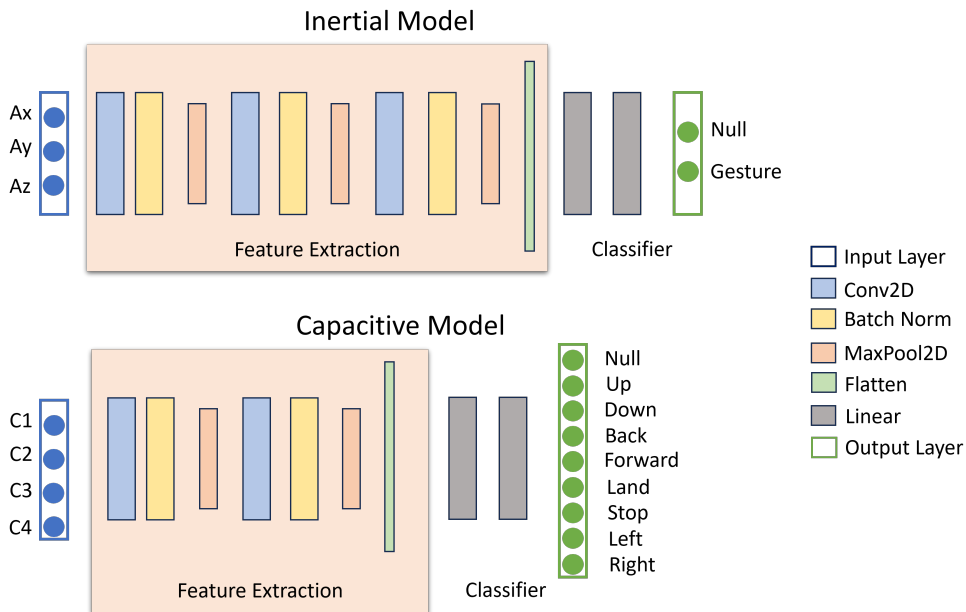 Inertial Model
Ax
Ay
Az
Null
Gesture
Feature Extraction
Classifier
Input Layer
Conv2D
Batch Norm
MaxPool2D
Flatten
Linear
Output Layer
Capacitive Model
C1
C2
C3
C4
Null
Up
Down
Back
Forward
Land
Stop
Left
Right
Feature Extraction
Classifier